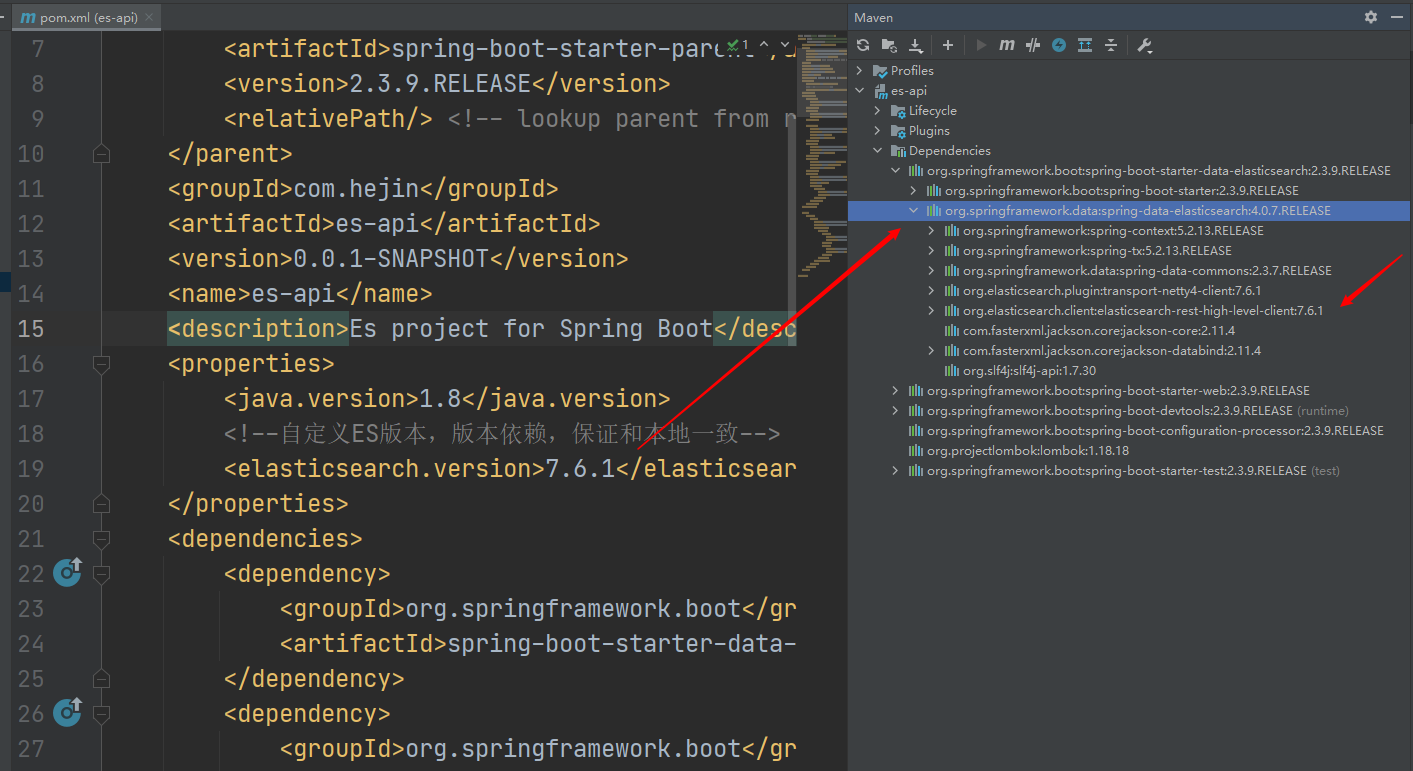 pom.xml (es-api)
7 <artifactId>spring-boot-starter-parent
1
8 <version>2.3.9.RELEASE</version>
9 <relativePath/> <!-- lookup parent from
10 </parent>
11 <groupId>com.hejin</groupId>
12 <artifactId>es-api</artifactId>
13 <version>0.0.1-SNAPSHOT</version>
14 <name>es-api</name>
15 <description>Es project for Spring Boot</desc
16 <properties>
17 <java.version>1.8</java.version>
18 <!--自定义ES版本，版本依赖，保证和本地一致-->
19 <elasticsearch.version>7.6.1</elasticsear
20 </properties>
21 <dependencies>
22 <dependency>
23 <groupId>org.springframework.boot</gr
24 <artifactId>spring-boot-starter-data-
25 </dependency>
26 <dependency>
27 <groupId>org.springframework.boot</gr
Maven
Profiles
es-api
Lifecycle
Plugins
Dependencies
org.springframework.boot:spring-boot-starter-data-elasticsearch:2.3.9.RELEASE
org.springframework.boot:spring-boot-starter:2.3.9.RELEASE
org.springframework.data:spring-data-elasticsearch:4.0.7.RELEASE
org.springframework:spring-context:5.2.13.RELEASE
org.springframework:spring-tx:5.2.13.RELEASE
org.springframework.data:spring-data-commons:2.3.7.RELEASE
org.elasticsearch.plugin:transport-netty4-client:7.6.1
org.elasticsearch.client:elasticsearch-rest-high-level-client:7.6.1
com.fasterxml.jackson.core:jackson-core:2.11.4
com.fasterxml.jackson.core:jackson-databind:2.11.4
org.slf4j:slf4j-api:1.7.30
org.springframework.boot:spring-boot-starter-web:2.3.9.RELEASE
org.springframework.boot:spring-boot-devtools:2.3.9.RELEASE (runtime)
org.springframework.boot:spring-boot-configuration-processor:2.3.9.RELEASE
org.projectlombok:lombok:1.18.18
org.springframework.boot:spring-boot-starter-test:2.3.9.RELEASE (test)